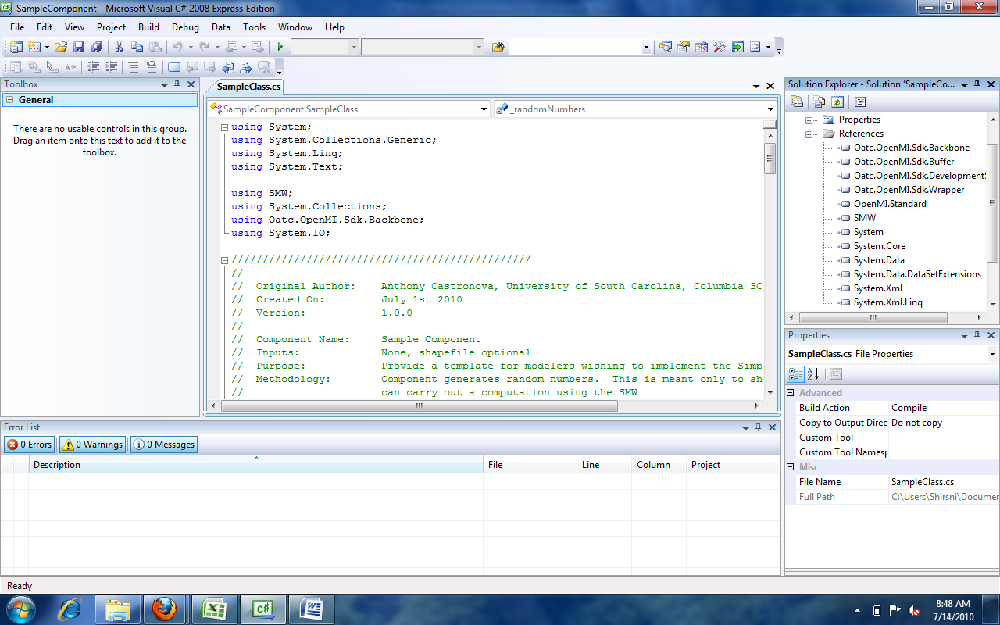 SampleComponent - Microsoft Visual C# 2008 Express Edition
File Edit View Project Build Debug Data Tools Window Help
Toolbox
General
There are no usable controls in this group.
Drag an item onto this text to add it to the
toolbox.
SampleClass.cs
SampleComponent.SampleClass
_randomNumbers
using System;
using System.Collections.Generic;
using System.Linq;
using System.Text;
using SMW;
using System.Collections;
using Oatc.OpenMI.Sdk.Backbone;
using System.IO;
////////////////////////////////////////////////
//
// Original Author: Anthony Castronova, University of South Carolina, Columbia SC
// Created On: July 1st 2010
// Version: 1.0.0
//
// Component Name: Sample Component
// Inputs: None, shapefile optional
// Purpose: Provide a template for modelers wishing to implement the Simp
// Methodology: Component generates random numbers. This is meant only to sh
// can carry out a computation using the SMW
Solution Explorer - Solution 'SampleCo...
Properties
References
Oatc.OpenMI.Sdk.Backbone
Oatc.OpenMI.Sdk.Buffer
Oatc.OpenMI.Sdk.Development
Oatc.OpenMI.Sdk.Wrapper
OpenMI.Standard
SMW
System
System.Core
System.Data
System.Data.DataSetExtensions
System.Xml
System.Xml.Linq
Properties
SampleClass.cs File Properties
Advanced
Build Action Compile
Copy to Output Direc Do not copy
Custom Tool
Custom Tool Namesp
Misc
File Name SampleClass.cs
Full Path C:\Users\Shirsni\Documer
Error List
0 Errors 0 Warnings 0 Messages
Description File Line Column Project
Ready
8:48 AM
7/14/2010